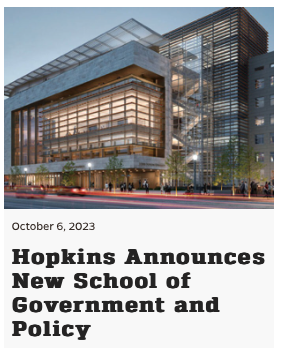 October 6, 2023
Hopkins Announces
New School of
Government and
Policy